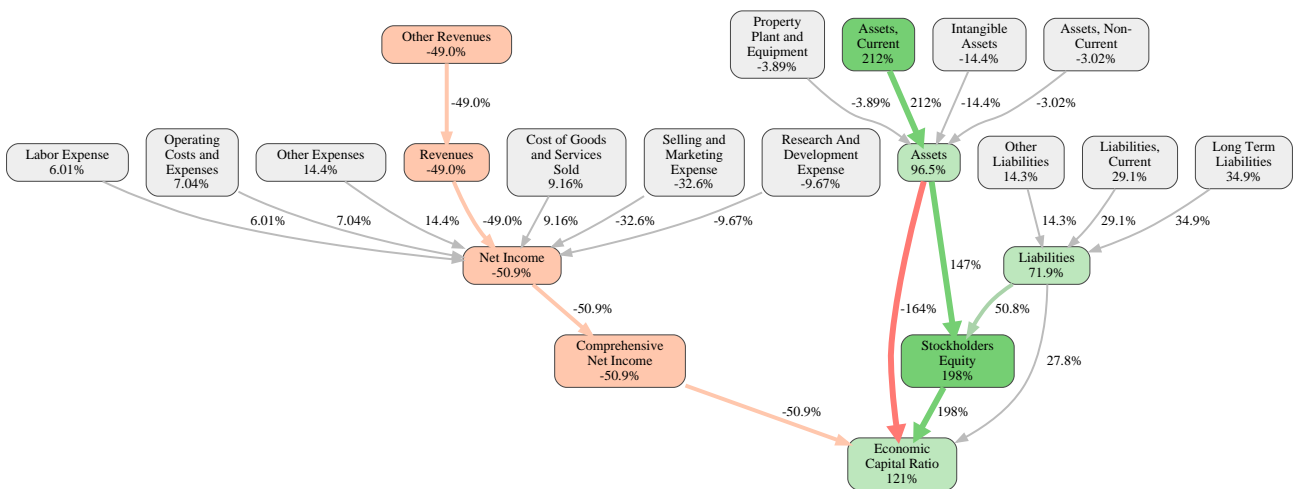 Property
Plant and
Equipment
-3.89%
Assets,
Current
212%
Intangible
Assets
-14.4%
Assets, Non-
Current
-3.02%
Other Revenues
-49.0%
-49.0%
-3.89%
212%
-14.4%
-3.02%
Labor Expense
6.01%
Operating
Costs and
Expenses
7.04%
Other Expenses
14.4%
Revenues
-49.0%
Cost of Goods
and Services
Sold
9.16%
Selling and
Marketing
Expense
-32.6%
Research And
Development
Expense
-9.67%
Assets
96.5%
Other
Liabilities
14.3%
Liabilities,
Current
29.1%
Long Term
Liabilities
34.9%
6.01%
7.04%
14.4%
-49.0%
9.16%
-32.6%
-9.67%
14.3%
29.1%
34.9%
Net Income
-50.9%
Liabilities
71.9%
-50.9%
-164%
147%
50.8%
27.8%
Comprehensive
Net Income
-50.9%
Stockholders
Equity
198%
-50.9%
198%
Economic
Capital Ratio
121%